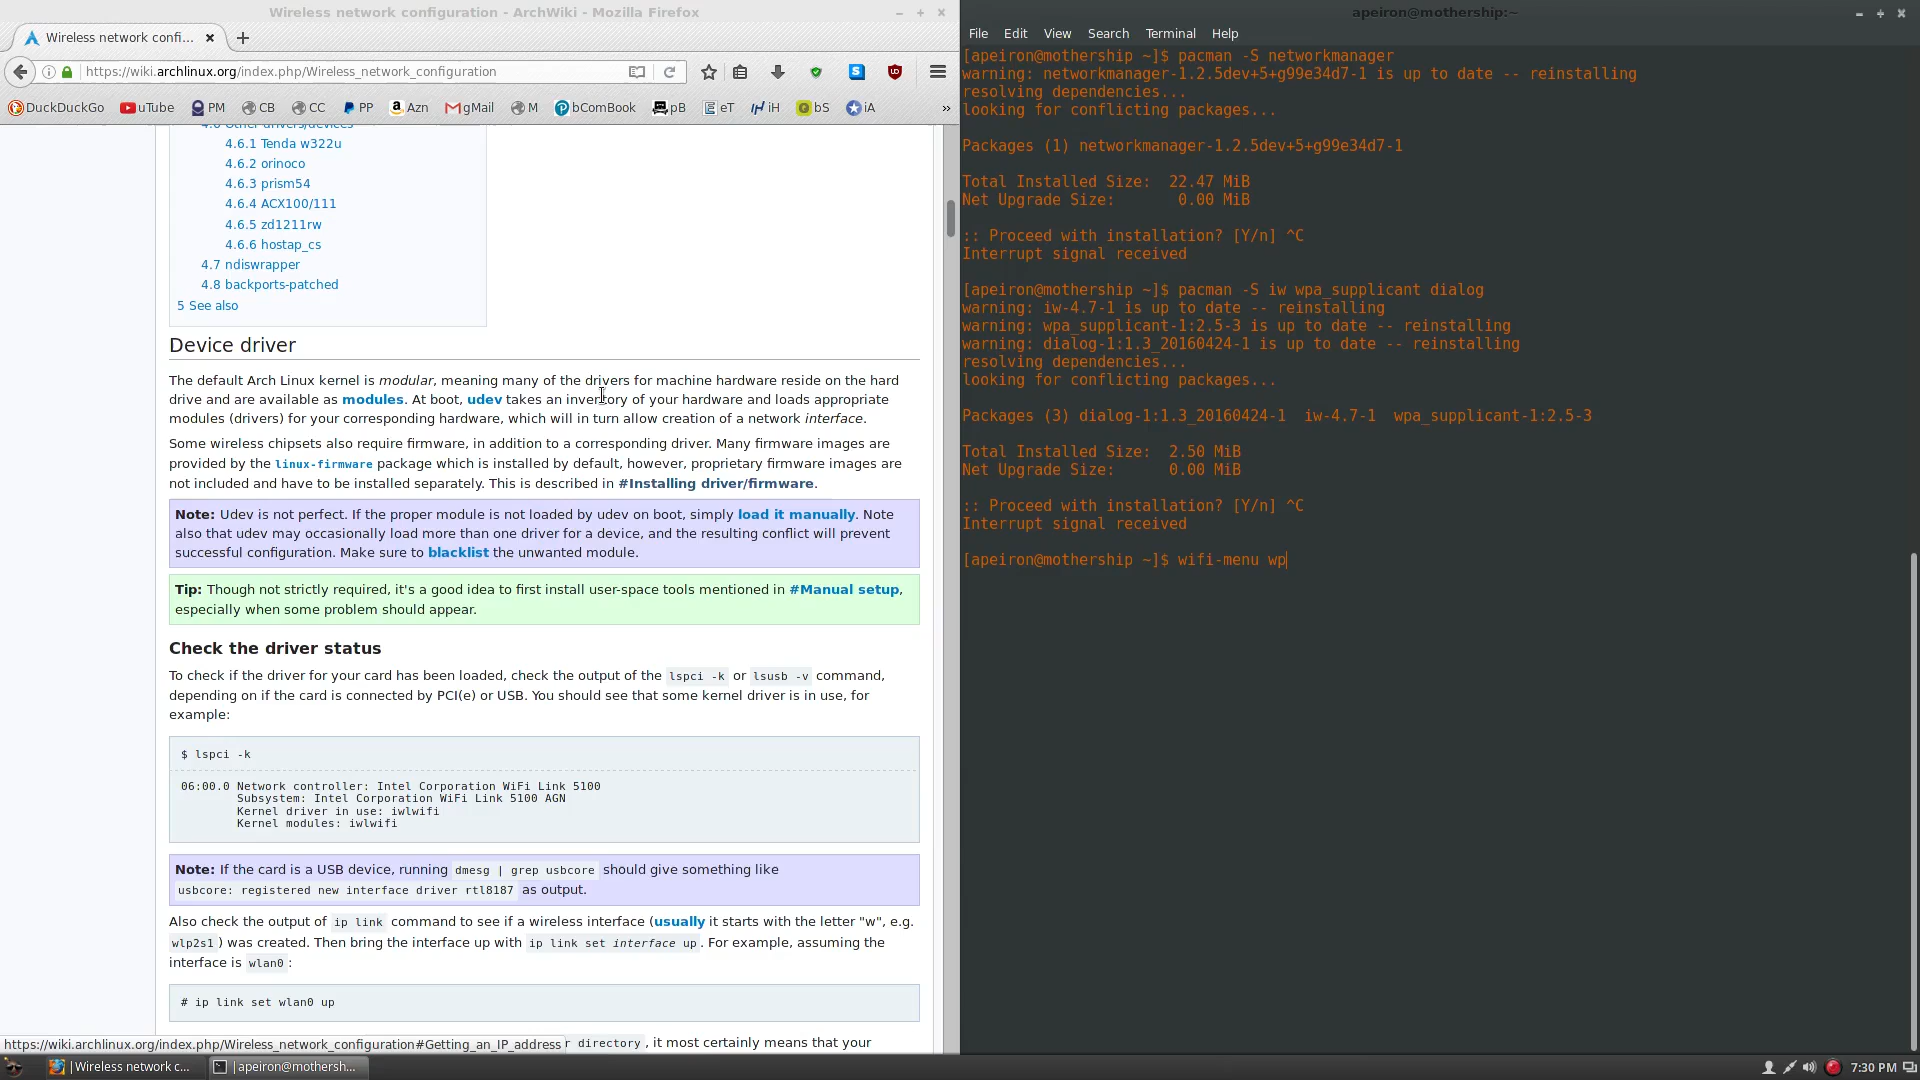 Wireless network configuration - ArchWiki - Mozilla Firefox
Wireless network confi...
https://wiki.archlinux.org/index.php/Wireless_network_configuration
DuckDuckGo uTube PM CB CC PP Azn gMail M bComBook pB eT iH bS iA »
4.6 Other drivers/devices
4.6.1 Tenda w322u
4.6.2 orinoco
4.6.3 prism54
4.6.4 ACX100/111
4.6.5 zd1211rw
4.6.6 hostap_cs
4.7 ndiswrapper
4.8 backports-patched
5 See also
Device driver
The default Arch Linux kernel is modular, meaning many of the drivers for machine hardware reside on the hard
drive and are available as modules. At boot, udev takes an inventory of your hardware and loads appropriate
modules (drivers) for your corresponding hardware, which will in turn allow creation of a network interface.
Some wireless chipsets also require firmware, in addition to a corresponding driver. Many firmware images are
provided by the linux-firmware package which is installed by default, however, proprietary firmware images are
not included and have to be installed separately. This is described in #Installing driver/firmware.
Note: Udev is not perfect. If the proper module is not loaded by udev on boot, simply load it manually. Note
also that udev may occasionally load more than one driver for a device, and the resulting conflict will prevent
successful configuration. Make sure to blacklist the unwanted module.
Tip: Though not strictly required, it's a good idea to first install user-space tools mentioned in #Manual setup,
especially when some problem should appear.
Check the driver status
To check if the driver for your card has been loaded, check the output of the lspci -k or lsusb -v command,
depending on if the card is connected by PCI(e) or USB. You should see that some kernel driver is in use, for
example:
$ lspci -k
06:00.0 Network controller: Intel Corporation WiFi Link 5100
Subsystem: Intel Corporation WiFi Link 5100 AGN
Kernel driver in use: iwlwifi
Kernel modules: iwlwifi
Note: If the card is a USB device, running dmesg | grep usbcore should give something like
usbcore: registered new interface driver rtl8187 as output.
Also check the output of ip link command to see if a wireless interface (usually it starts with the letter "w", e.g.
wlp2s1) was created. Then bring the interface up with ip link set interface up. For example, assuming the
interface is wlan0:
# ip link set wlan0 up
r directory, it most certainly means that your
https://wiki.archlinux.org/index.php/Wireless_network_configuration#Getting_an_IP_address
apeiron@mothership:~
File Edit View Search Terminal Help
[apeiron@mothership ~]$ pacman -S networkmanager
warning: networkmanager-1.2.5dev+5+g99e34d7-1 is up to date -- reinstalling
resolving dependencies...
looking for conflicting packages...
Packages (1) networkmanager-1.2.5dev+5+g99e34d7-1
Total Installed Size:  22.47 MiB
Net Upgrade Size:       0.00 MiB
:: Proceed with installation? [Y/n] ^C
Interrupt signal received
[apeiron@mothership ~]$ pacman -S iw wpa_supplicant dialog
warning: iw-4.7-1 is up to date -- reinstalling
warning: wpa_supplicant-1:2.5-3 is up to date -- reinstalling
warning: dialog-1:1.3_20160424-1 is up to date -- reinstalling
resolving dependencies...
looking for conflicting packages...
Packages (3) dialog-1:1.3_20160424-1  iw-4.7-1  wpa_supplicant-1:2.5-3
Total Installed Size:  2.50 MiB
Net Upgrade Size:      0.00 MiB
:: Proceed with installation? [Y/n] ^C
Interrupt signal received
[apeiron@mothership ~]$ wifi-menu wp
|Wireless network c... |apeiron@mothersh... 7:30 PM